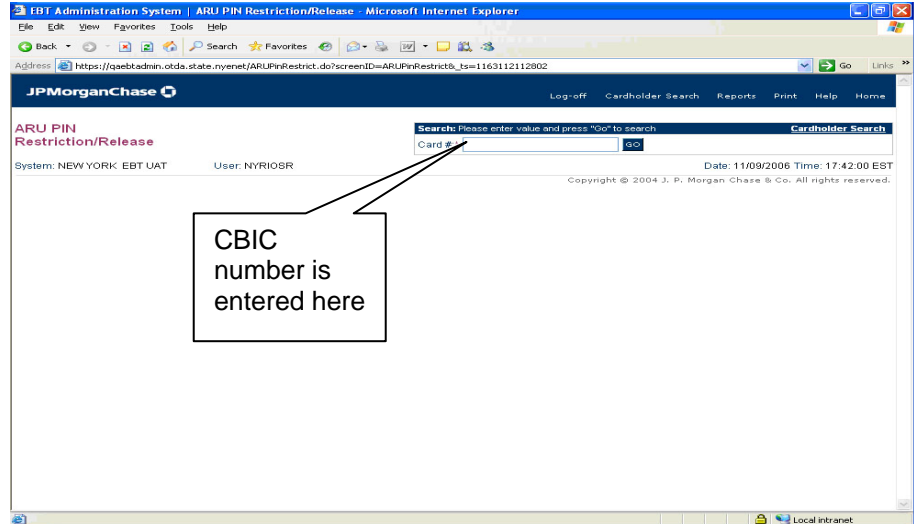 EBT Administration System | ARU PIN Restriction/Release - Microsoft Internet Explorer
File Edit View Favorites Tools Help
Back Search Favorites
Address https://qaebtadmin.otda.state.nyenet/ARUPinRestrict.do?screenID=ARUPinRestrict&_ts=1163112112802 Go Links »
JPMorganChase Log-off Cardholder Search Reports Print Help Home
ARU PIN
Restriction/Release
Search: Please enter value and press "Go" to search Cardholder Search
Card #: GO
System: NEW YORK EBT UAT User: NYRIOSR Date: 11/09/2006 Time: 17:42:00 EST
Copyright © 2004 J. P. Morgan Chase & Co. All rights reserved.
CBIC
number is
entered here
Local intranet